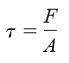 τ = F/A